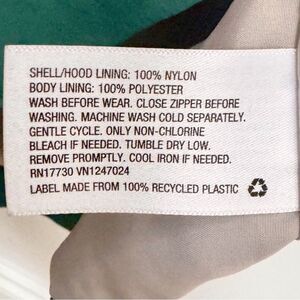 SHELL/HOOD LINING: 100% NYLON
BODY LINING: 100% POLYESTER
WASH BEFORE WEAR. CLOSE ZIPPER BEFORE
WASHING. MACHINE WASH COLD SEPARATELY.
GENTLE CYCLE. ONLY NON-CHLORINE
BLEACH IF NEEDED. TUMBLE DRY LOW.
REMOVE PROMPTLY. COOL IRON IF NEEDED.
RN17730 VN1247024
LABEL MADE FROM 100% RECYCLED PLASTIC